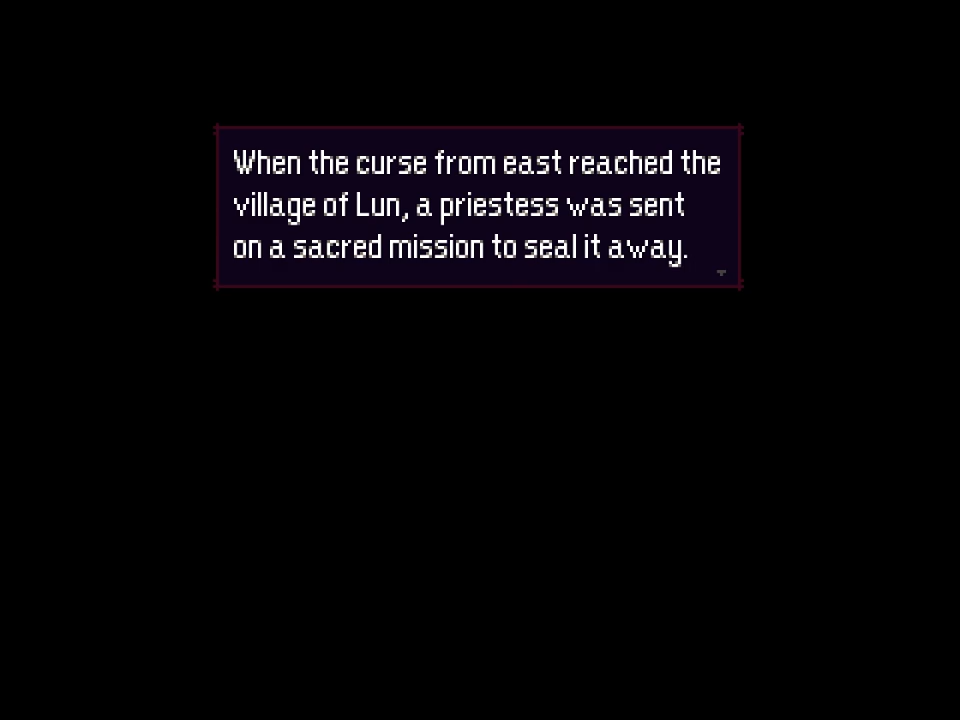 When the curse from east reached the
village of Lun, a priestess was sent
on a sacred mission to seal it away.